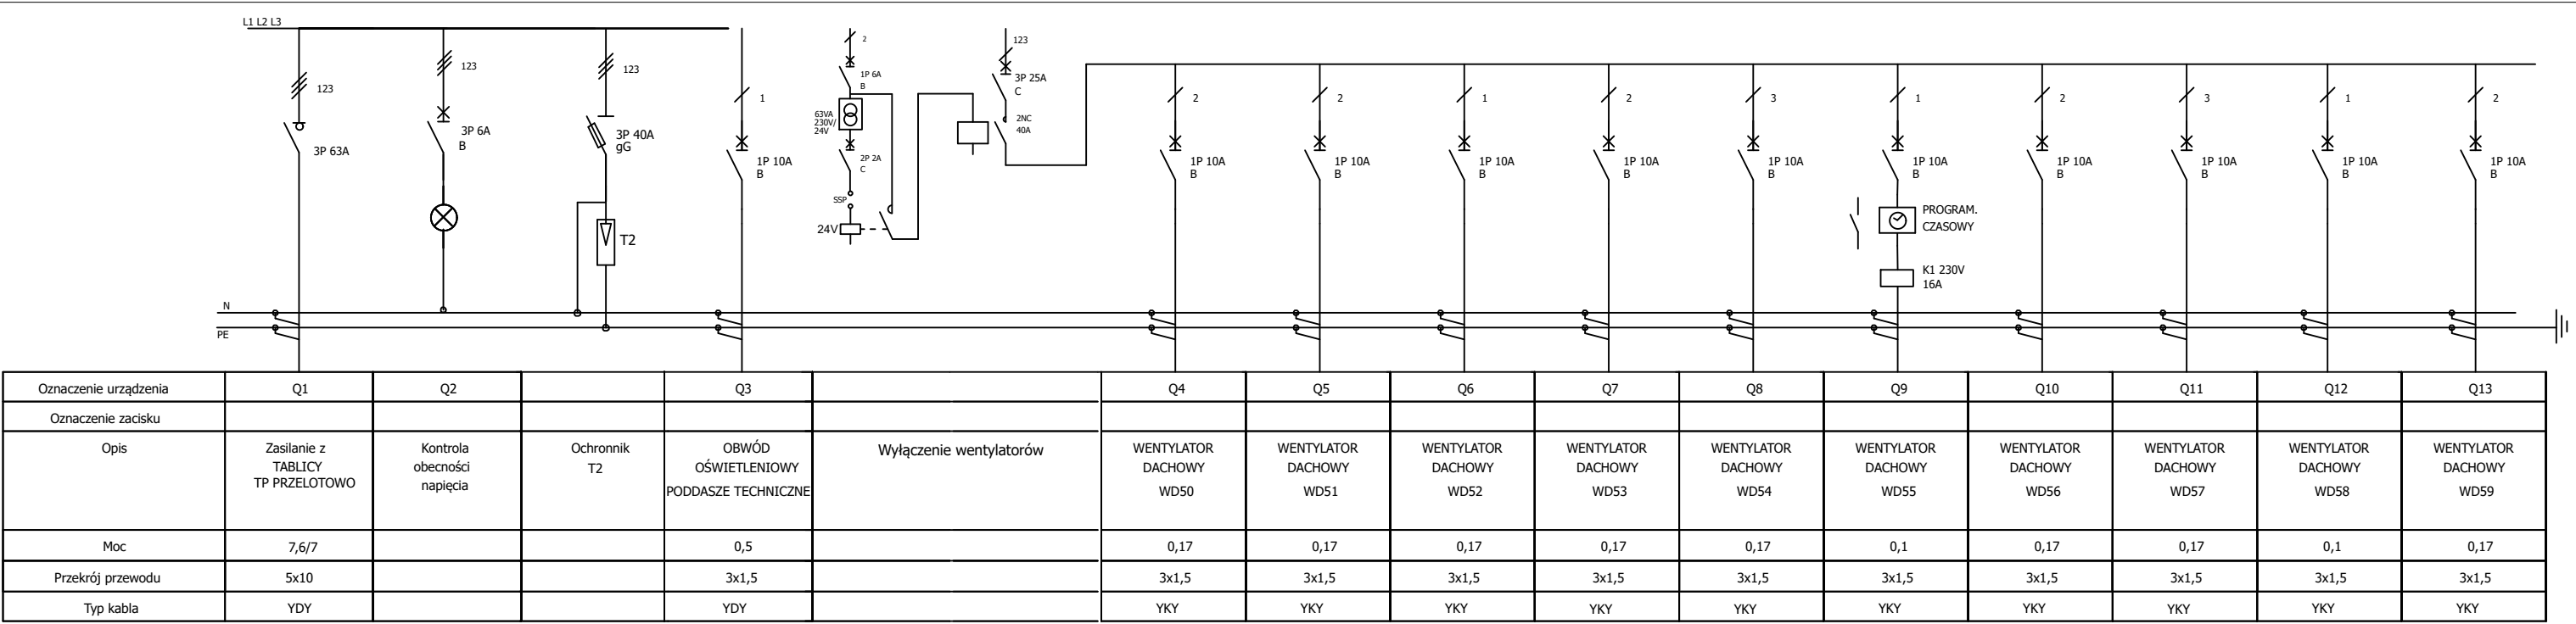 L1 L2 L3
123
3P 63A
123
3P 6A
B
123
3P 40A
gG
T2
1
1P 10A
B
2
1P 6A
B
63VA
230V/
24V
2P 2A
C
SSP
24V
123
3P 25A
C
2NC
40A
2
1P 10A
B
2
1P 10A
B
1
1P 10A
B
2
1P 10A
B
3
1P 10A
B
1
1P 10A
B
PROGRAM.
CZASOWY
K1 230V
16A
2
1P 10A
B
3
1P 10A
B
1
1P 10A
B
2
1P 10A
B
N
PE
Oznaczenie urządzenia Q1 Q2 Q3 Q4 Q5 Q6 Q7 Q8 Q9 Q10 Q11 Q12 Q13
Oznaczenie zacisku
Opis
Zasilanie z
TABLICY
TP PRZELOTOWO
Kontrola
obecności
napięcia
Ochronnik
T2
OBWÓD
OŚWIETLENIOWY
PODDASZE TECHNICZNE
Wyłączenie wentylatorów
WENTYLATOR
DACHOWY
WD50
WENTYLATOR
DACHOWY
WD51
WENTYLATOR
DACHOWY
WD52
WENTYLATOR
DACHOWY
WD53
WENTYLATOR
DACHOWY
WD54
WENTYLATOR
DACHOWY
WD55
WENTYLATOR
DACHOWY
WD56
WENTYLATOR
DACHOWY
WD57
WENTYLATOR
DACHOWY
WD58
WENTYLATOR
DACHOWY
WD59
Moc 7,6/7 0,5 0,17 0,17 0,17 0,17 0,17 0,1 0,17 0,17 0,1 0,17
Przekrój przewodu 5x10 3x1,5 3x1,5 3x1,5 3x1,5 3x1,5 3x1,5 3x1,5 3x1,5 3x1,5 3x1,5 3x1,5
Typ kabla YDY YDY YKY YKY YKY YKY YKY YKY YKY YKY YKY YKY